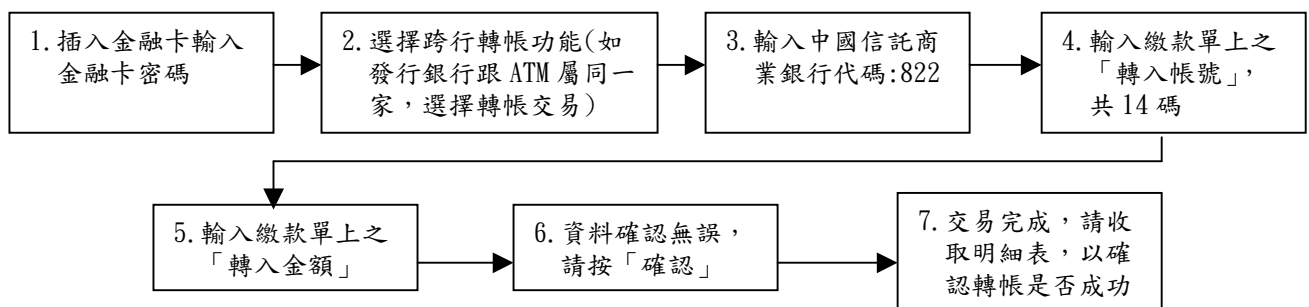 1.插入金融卡輸入
金融卡密碼
2.選擇跨行轉帳功能(如
發行銀行跟 ATM 屬同一
家，選擇轉帳交易)
3.輸入中國信託商
業銀行代碼:822
4.輸入繳款單上之
「轉入帳號」,
共 14 碼
5.輸入繳款單上之
「轉入金額」
6.資料確認無誤，
請按「確認」
7.交易完成，請收
取明細表，以確
認轉帳是否成功